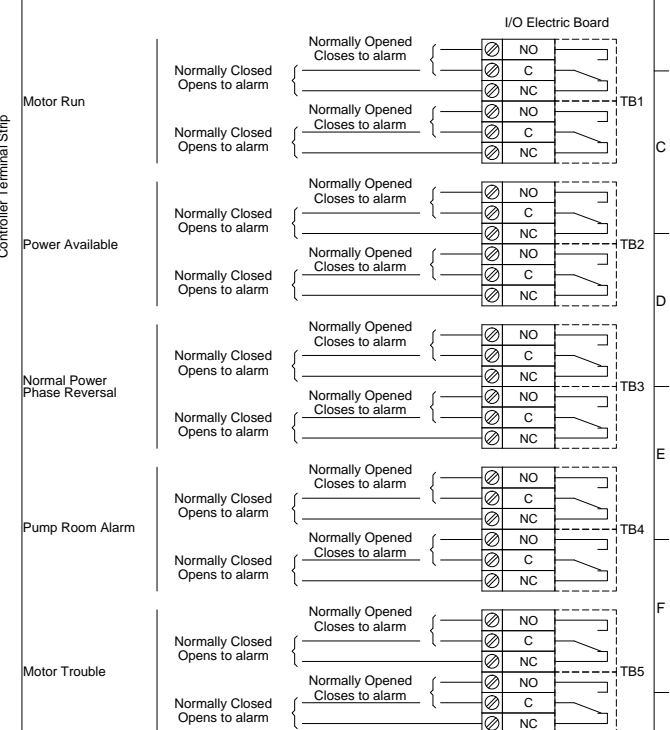 I/O Electric Board
Controller Terminal Strip
Motor Run
Normally Opened
Closes to alarm
Normally Closed
Opens to alarm
NO
C
NC
Normally Opened
Closes to alarm
Normally Closed
Opens to alarm
NO
C
NC
TB1
C
Power Available
Normally Opened
Closes to alarm
Normally Closed
Opens to alarm
NO
C
NC
Normally Opened
Closes to alarm
Normally Closed
Opens to alarm
NO
C
NC
TB2
D
Normal Power
Phase Reversal
Normally Opened
Closes to alarm
Normally Closed
Opens to alarm
NO
C
NC
Normally Opened
Closes to alarm
Normally Closed
Opens to alarm
NO
C
NC
TB3
E
Pump Room Alarm
Normally Opened
Closes to alarm
Normally Closed
Opens to alarm
NO
C
NC
Normally Opened
Closes to alarm
Normally Closed
Opens to alarm
NO
C
NC
TB4
F
Motor Trouble
Normally Opened
Closes to alarm
Normally Closed
Opens to alarm
NO
C
NC
Normally Opened
Closes to alarm
Normally Closed
Opens to alarm
NO
C
NC
TB5